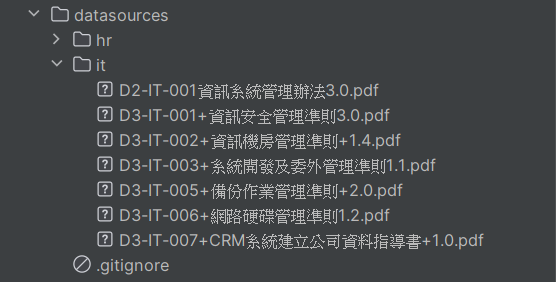 datasources
hr
it
D2-IT-001資訊系統管理辦法3.0.pdf
D3-IT-001+資訊安全管理準則3.0.pdf
D3-IT-002+資訊機房管理準則+1.4.pdf
D3-IT-003+系統開發及委外管理準則1.1.pdf
D3-IT-005+備份作業管理準則+2.0.pdf
D3-IT-006+網路硬碟管理準則1.2.pdf
D3-IT-007+CRM系統建立公司資料指導書+1.0.pdf
.gitignore